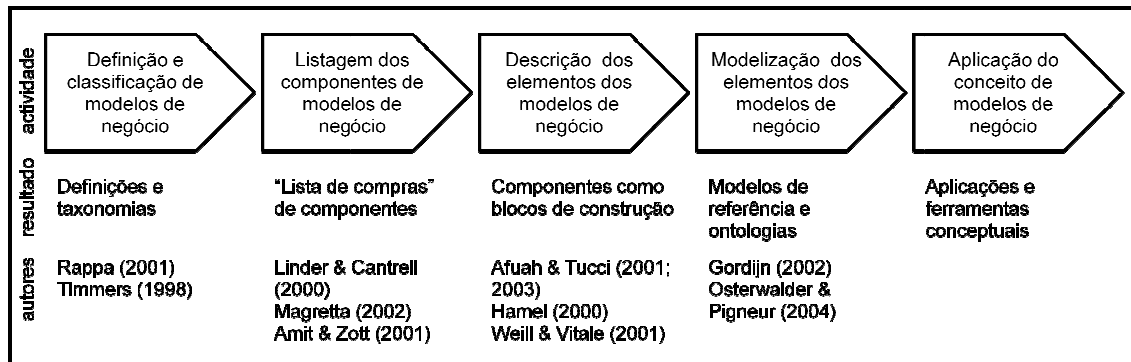 actividade
Definição e
classificação de
modelos de
negócio
Listagem dos
componentes de
modelos de
negócio
Descrição dos
elementos dos
modelos de
negócio
Modelização dos
elementos dos
modelos de
negócio
Aplicação do
conceito de
modelos de
negócio
resultado
Definições e
taxonomias
“Lista de compras”
de componentes
Componentes como
blocos de construção
Modelos de
referência e
ontologias
Aplicações e
ferramentas
conceptuais
autores
Rappa (2001)
Timmers (1998)
Linder & Cantrell
(2000)
Magretta (2002)
Amit & Zott (2001)
Afuah & Tucci (2001;
2003)
Hamel (2000)
Weill & Vitale (2001)
Gordijn (2002)
Osterwalder &
Pigneur (2004)